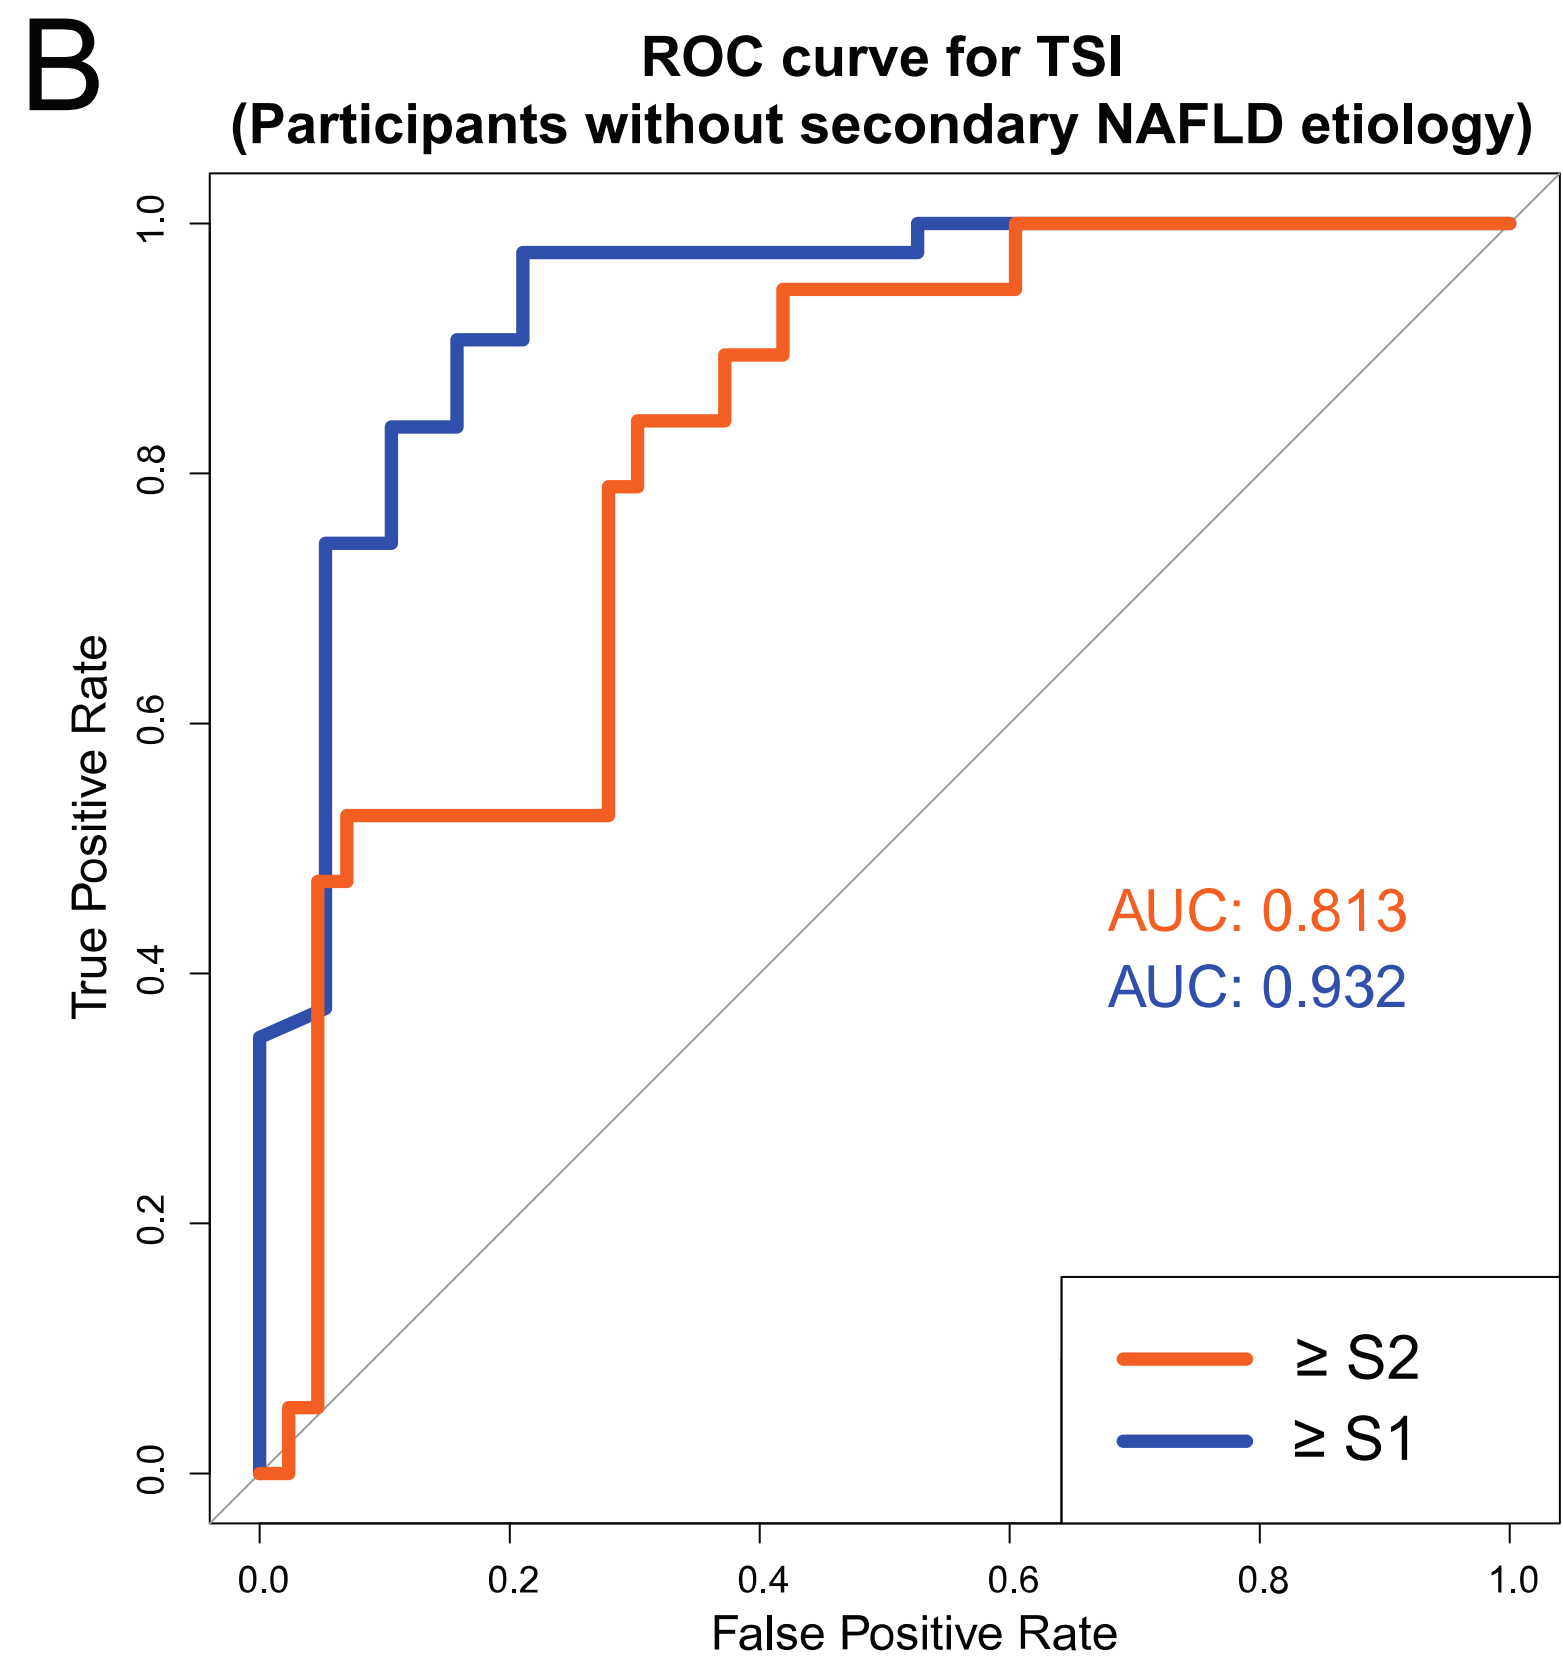 B
ROC curve for TSI
(Participants without secondary NAFLD etiology)
True Positive Rate
1.0
0.8
0.6
0.4
0.2
0.0
AUC: 0.813
AUC: 0.932
≥ S2
≥ S1
0.0 0.2 0.4 0.6 0.8 1.0
False Positive Rate